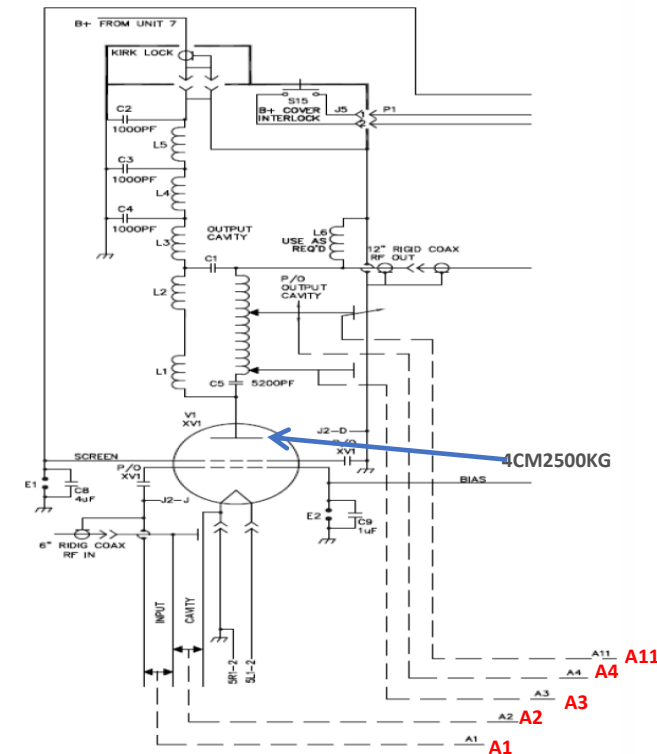 B+ FROM UNIT 7
KIRK LOCK
S15
B+ COVER
INTERLOCK
J5
P1
1
2
C2
1000PF
L5
C3
1000PF
L4
C4
1000PF
L3
OUTPUT
CAVITY
L6
USE AS
REQ'D
12" RIGID COAX
RF OUT
C1
L2
P/O
OUTPUT
CAVITY
L1
C5
5200PF
V1
XV1
J2-D
P/O
XV1
SCREEN
4CM2500KG
P/O
XV1
BIAS
E1
C8
4uF
J2-J
E2
C9
1uF
6" RIDIG COAX
RF IN
INPUT
CAVITY
5R1-2
5L1-2
A11
A11
A4
A4
A3
A3
A2
A2
A1
A1